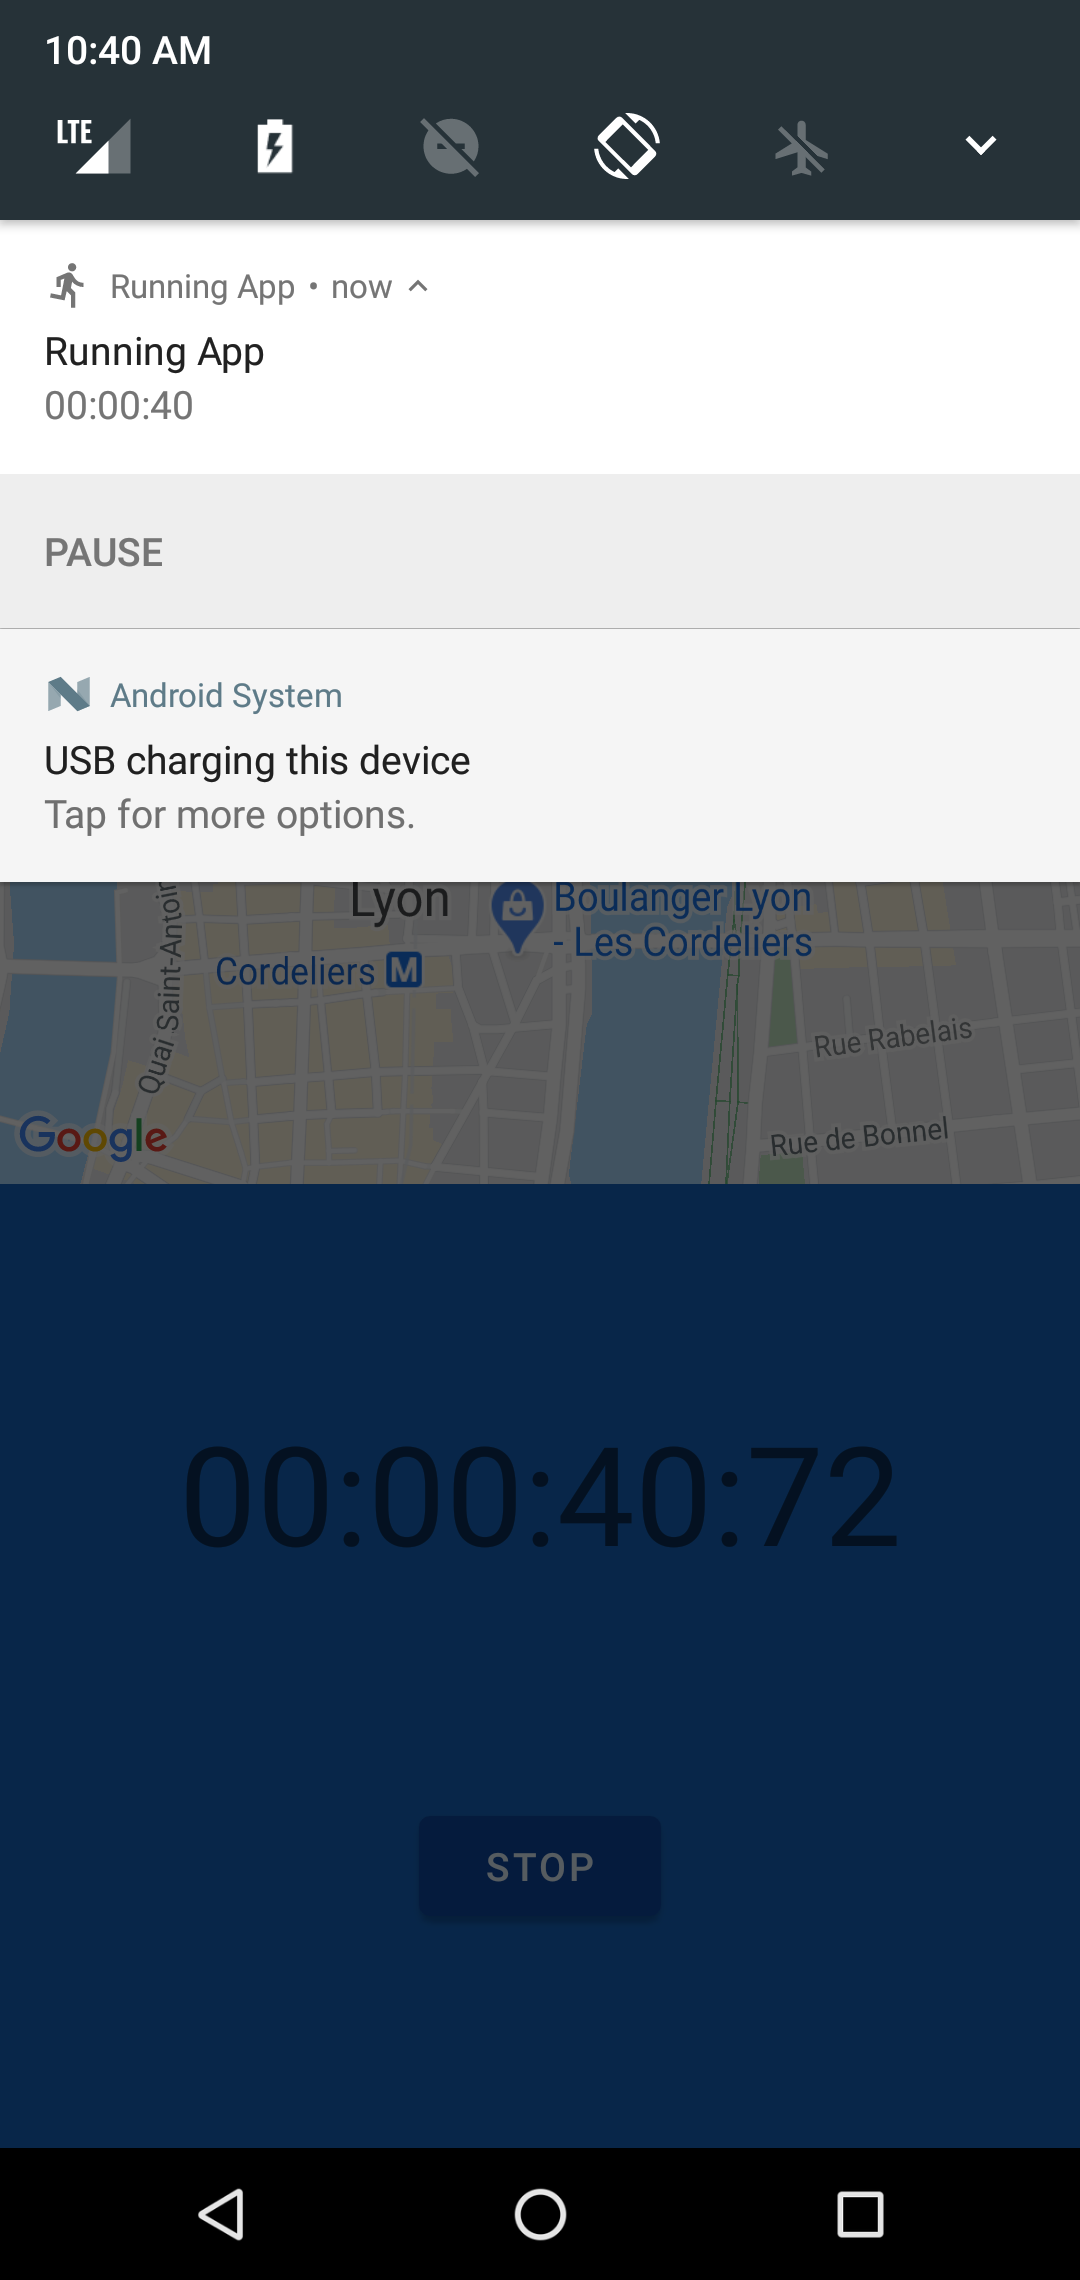 10:40 AM
LTE
Running App • now
Running App
00:00:40
PAUSE
Android System
USB charging this device
Tap for more options.
Lyon
Boulanger Lyon
- Les Cordeliers
Cordeliers M
Quai Saint-Antoin
Rue Rabelais
Google
Rue de Bonnel
00:00:40:72
STOP